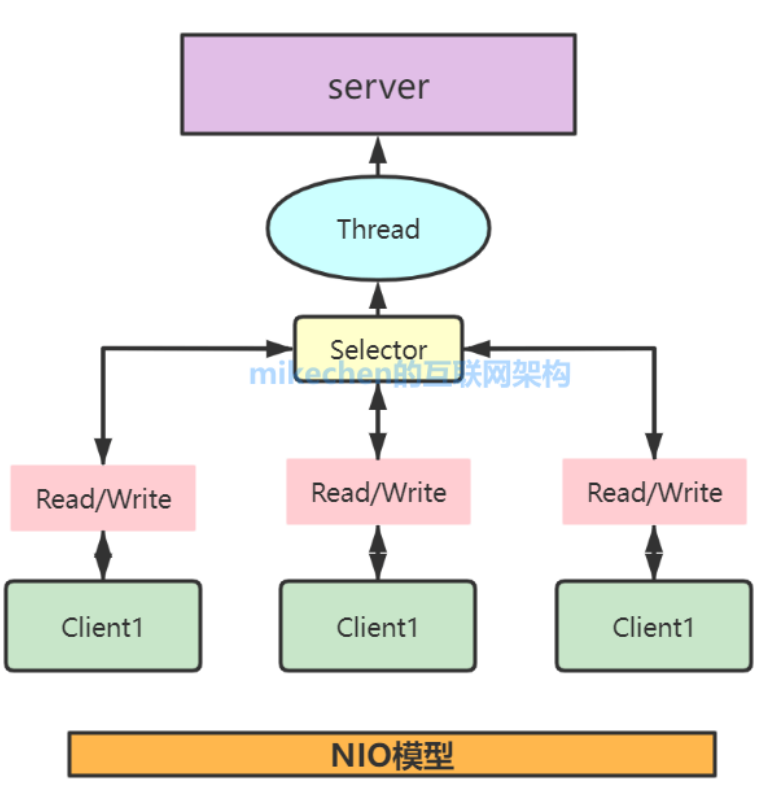 server
Thread
Selector
mikechen的互联网架构
Read/Write
Read/Write
Read/Write
Client1
Client1
Client1
NIO模型